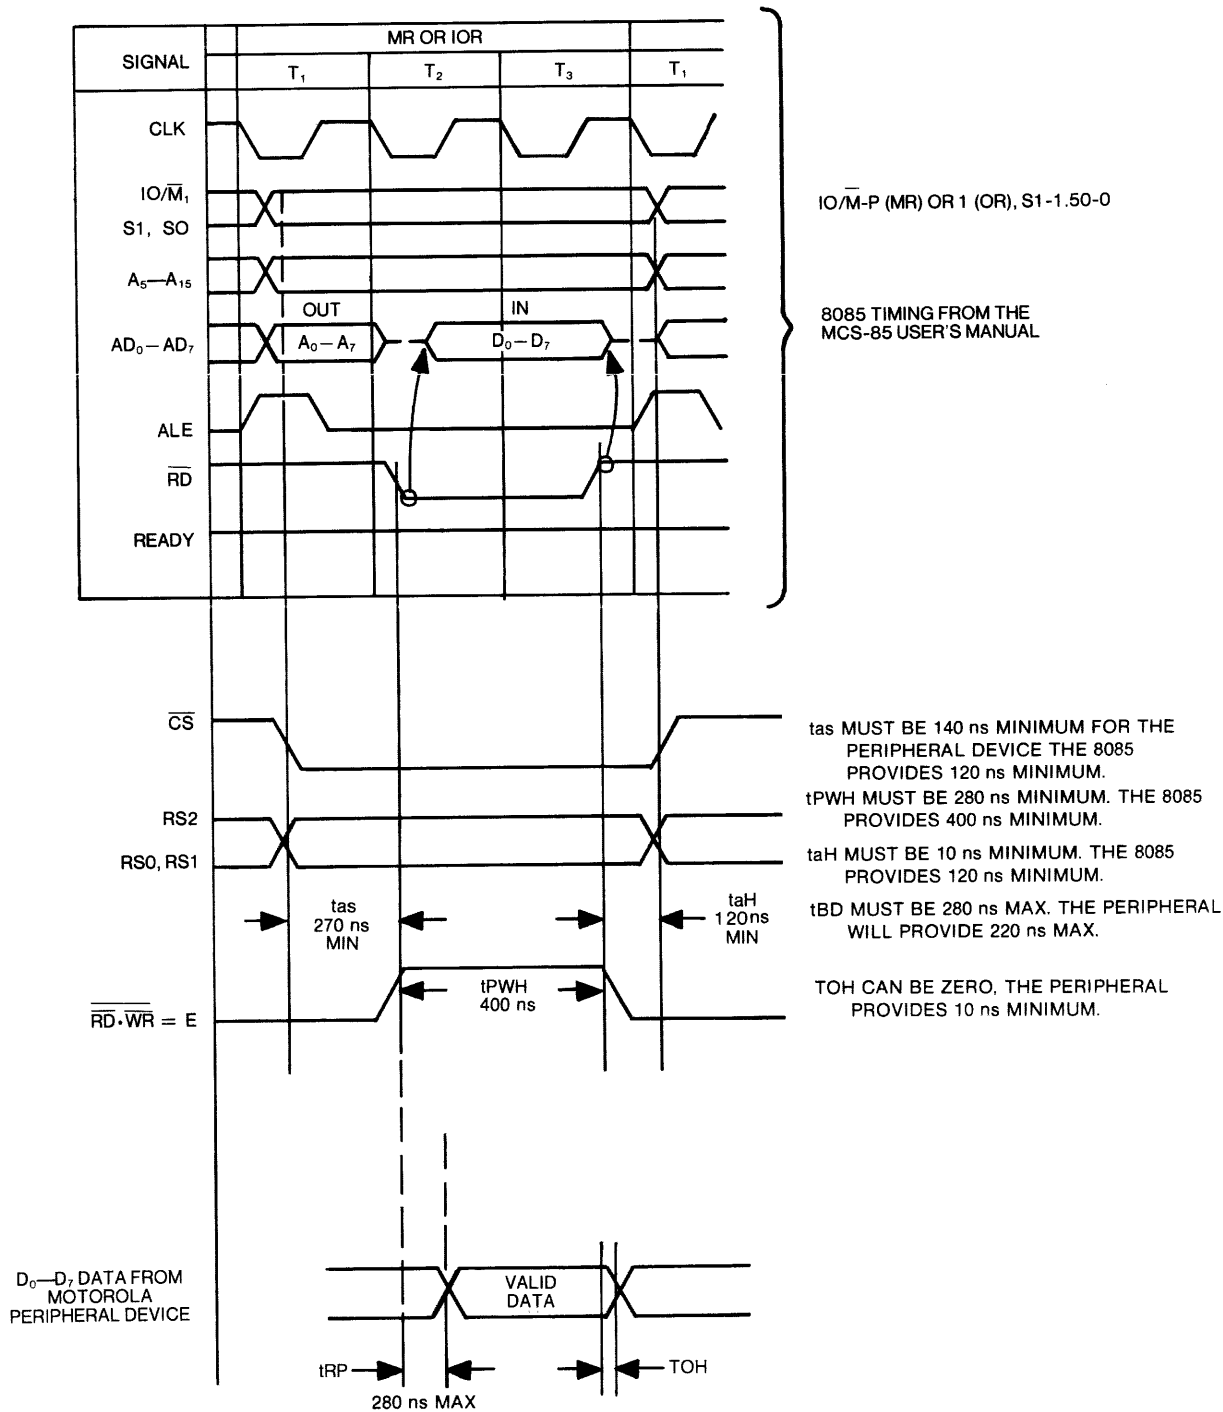 SIGNAL
MR OR IOR
T₁
T₂
T₃
T₁
CLK
IO/M̅₁
S1, SO
A₅—A₁₅
OUT
IN
AD₀—AD₇
A₀—A₇
D₀—D₇
ALE
R̅D̅
READY
IO/M̅-P (MR) OR 1 (OR), S1-1.50-0
8085 TIMING FROM THE
MCS-85 USER'S MANUAL
C̅S̅
tas MUST BE 140 ns MINIMUM FOR THE
PERIPHERAL DEVICE THE 8085
PROVIDES 120 ns MINIMUM.
RS2
tPWH MUST BE 280 ns MINIMUM. THE 8085
PROVIDES 400 ns MINIMUM.
RS0, RS1
taH MUST BE 10 ns MINIMUM. THE 8085
PROVIDES 120 ns MINIMUM.
tas
270 ns
MIN
taH
120ns
MIN
tBD MUST BE 280 ns MAX. THE PERIPHERAL
WILL PROVIDE 220 ns MAX.
tPWH
400 ns
R̅D̅·W̅R̅ = E
TOH CAN BE ZERO, THE PERIPHERAL
PROVIDES 10 ns MINIMUM.
D₀—D₇ DATA FROM
MOTOROLA
PERIPHERAL DEVICE
VALID
DATA
tRP
TOH
280 ns MAX